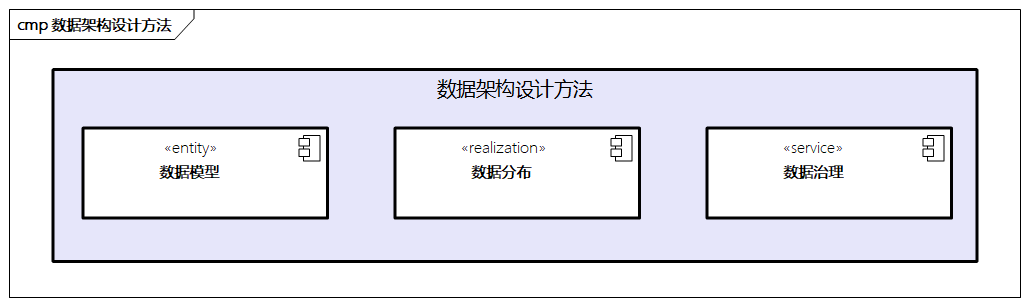 cmp 数据架构设计方法
数据架构设计方法
«entity»
数据模型
«realization»
数据分布
«service»
数据治理